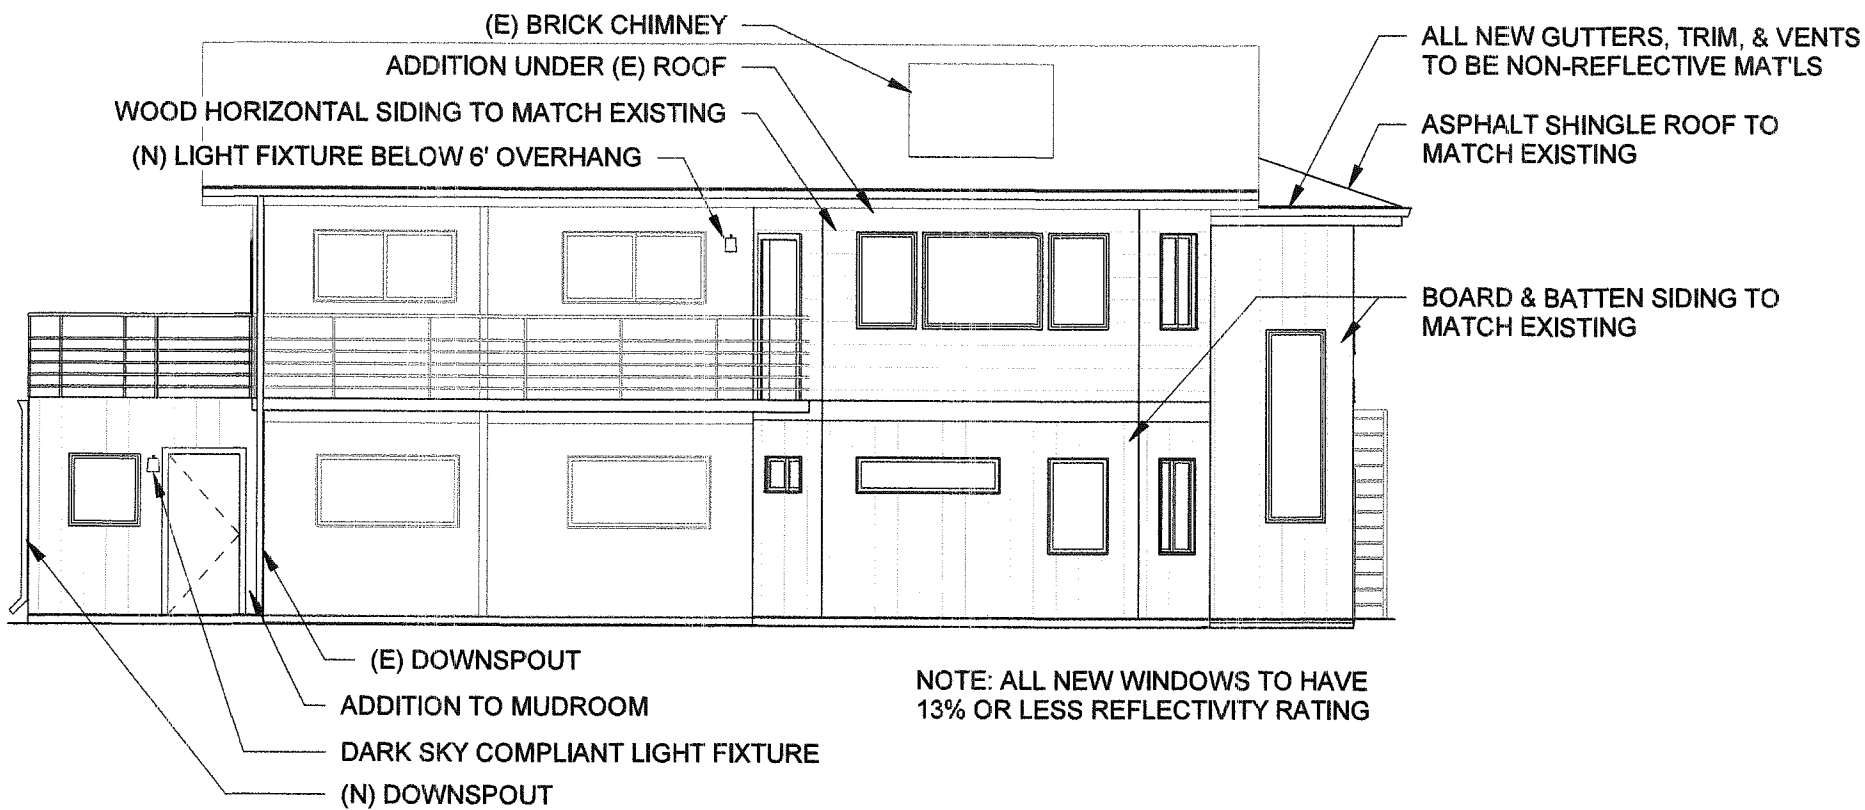 (E) BRICK CHIMNEY
ADDITION UNDER (E) ROOF
WOOD HORIZONTAL SIDING TO MATCH EXISTING
(N) LIGHT FIXTURE BELOW 6' OVERHANG
ALL NEW GUTTERS, TRIM, & VENTS
TO BE NON-REFLECTIVE MAT'LS
ASPHALT SHINGLE ROOF TO
MATCH EXISTING
BOARD & BATTEN SIDING TO
MATCH EXISTING
(E) DOWNSPOUT
ADDITION TO MUDROOM
DARK SKY COMPLIANT LIGHT FIXTURE
(N) DOWNSPOUT
NOTE: ALL NEW WINDOWS TO HAVE
13% OR LESS REFLECTIVITY RATING